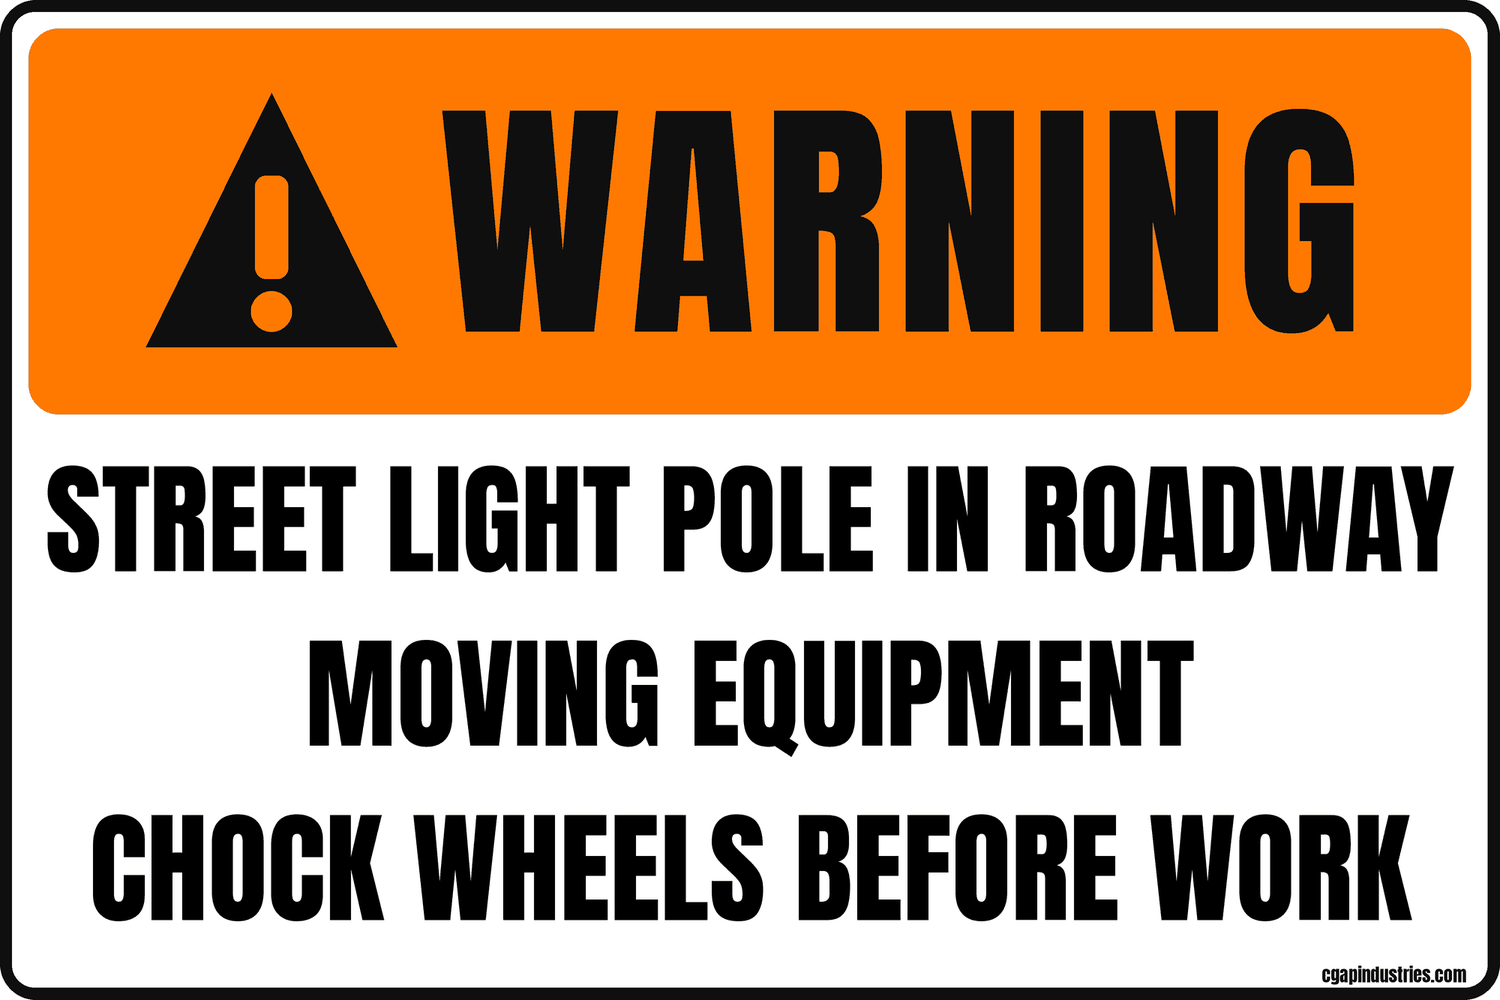 WARNING
STREET LIGHT POLE IN ROADWAY
MOVING EQUIPMENT
CHOCK WHEELS BEFORE WORK
cgapindustries.com